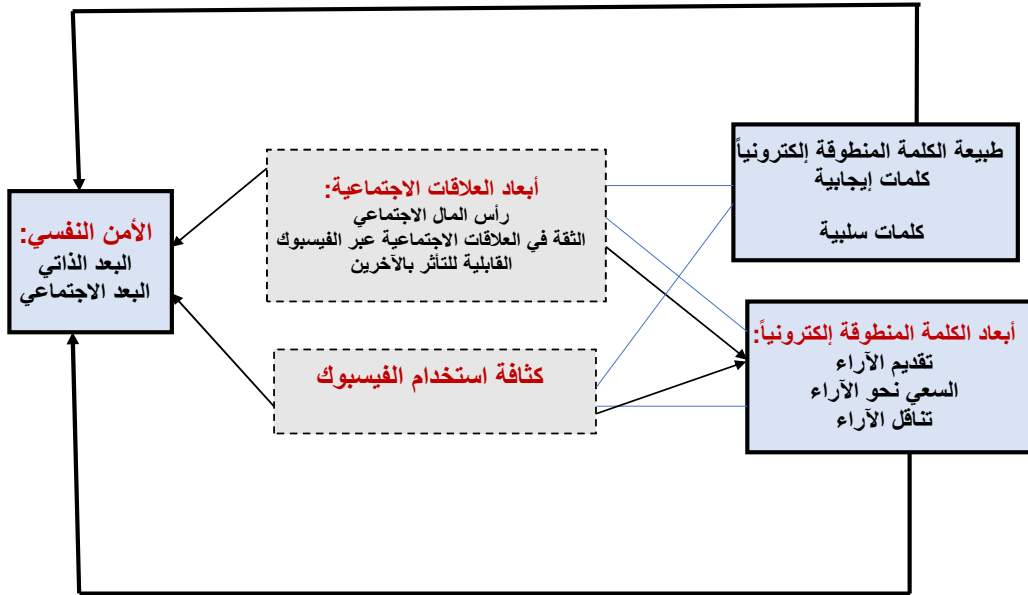 طبيعة الكلمة المنطوقة إلكترونياً
كلمات إيجابية
كلمات سلبية
أبعاد العلاقات الاجتماعية:
رأس المال الاجتماعي
الثقة في العلاقات الاجتماعية عبر الفيسبوك
القابلية للتأثر بالآخرين
الأمن النفسي:
البعد الذاتي
البعد الاجتماعي
أبعاد الكلمة المنطوقة إلكترونياً:
تقديم الآراء
السعي نحو الآراء
تناقل الآراء
كثافة استخدام الفيسبوك